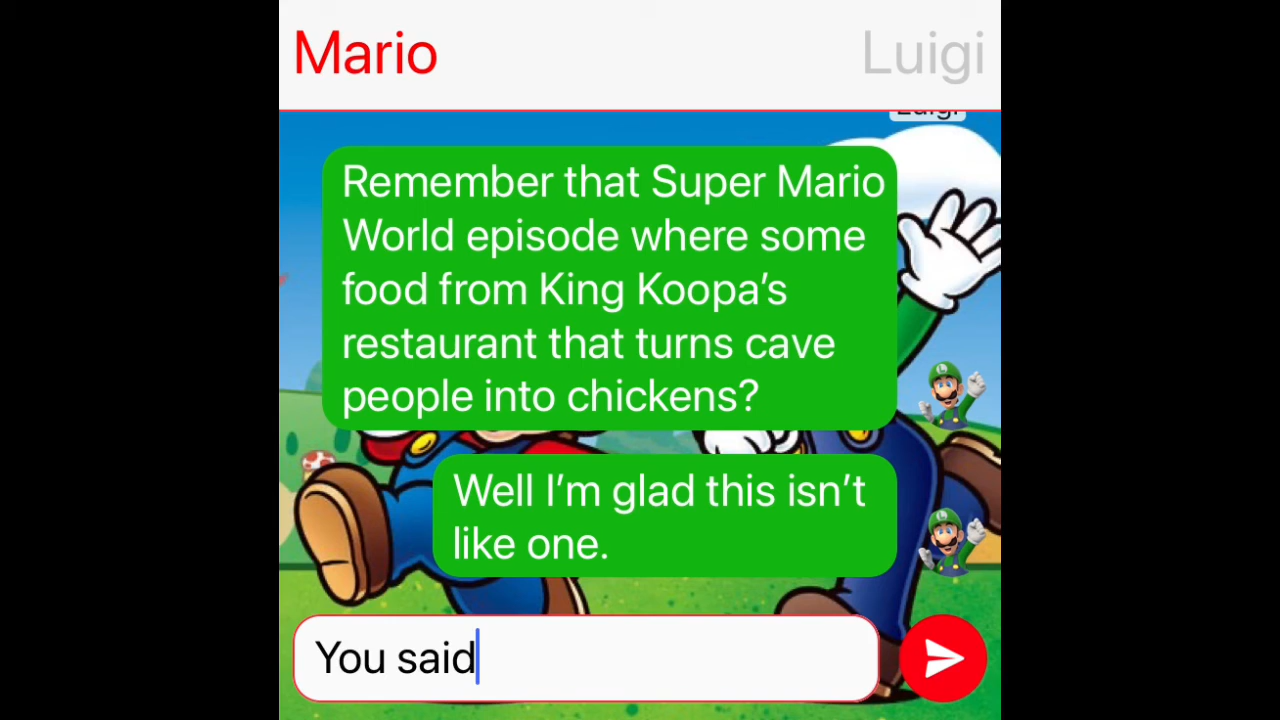 Mario
Luigi
Luigi
Remember that Super Mario
World episode where some
food from King Koopa’s
restaurant that turns cave
people into chickens?
Well I’m glad this isn’t
like one.
You said